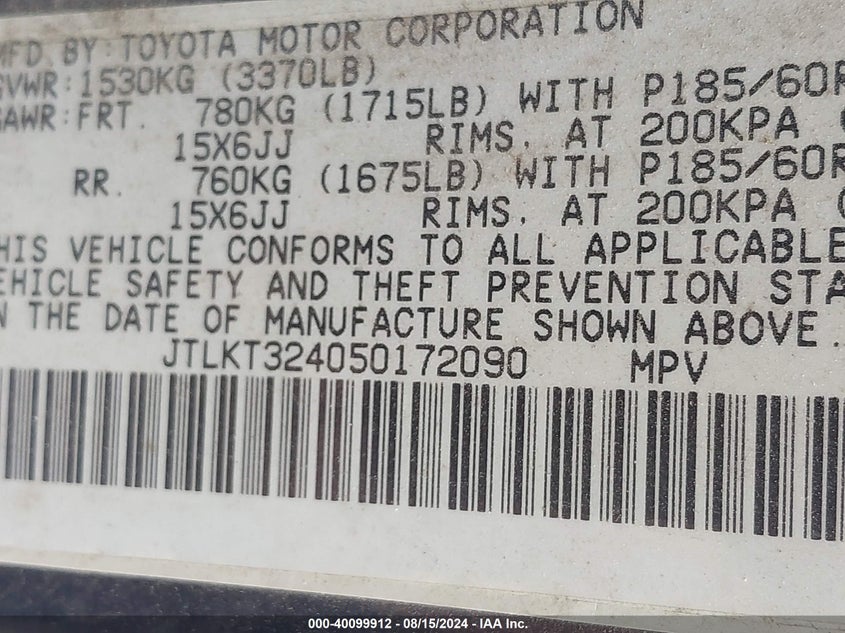 MFD. BY: TOYOTA MOTOR CORPORATION
GVWR: 1530KG (3370LB)
GAWR: FRT. 780KG (1715LB) WITH P185/60R
15X6JJ RIMS, AT 200KPA
RR. 760KG (1675LB) WITH P185/60R
15X6JJ RIMS, AT 200KPA
HIS VEHICLE CONFORMS TO ALL APPLICABLE
EHICLE SAFETY AND THEFT PREVENTION STA
N THE DATE OF MANUFACTURE SHOWN ABOVE.
JTLKT324050172090 MPV
000-40099912 - 08/15/2024 - IAA Inc.